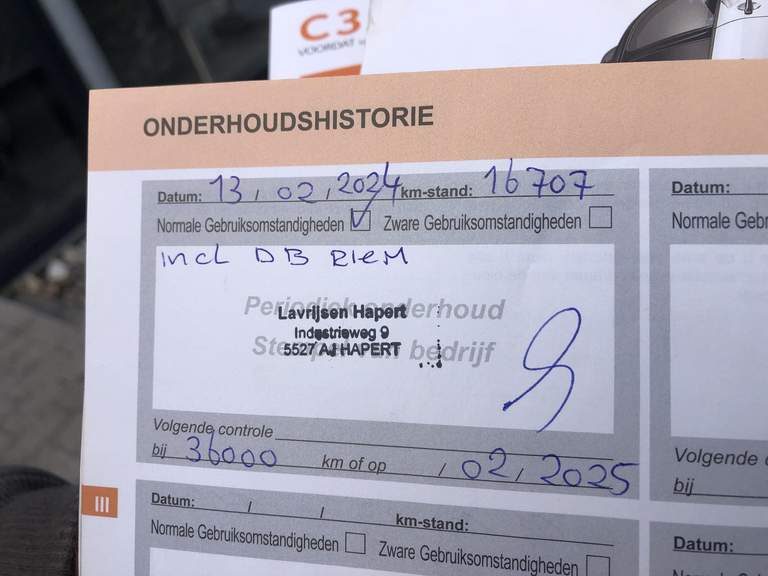 C3
VOORDAT
ONDERHOUDSHISTORIE
Datum: 13, 02, 2024 km-stand: 16707
Normale Gebruiksomstandigheden Zware Gebruiksomstandigheden
incl DB RIEM
Periodiek onderhoud
Lavrijsen Hapert
Industrieweg 9
Stempel van bedrijf
5527 AJ HAPERT
Volgende controle
bij 36000 km of op / 02, 2025
III
Datum: / / km-stand:
Normale Gebruiksomstandigheden Zware Gebruiksomstandigheden
Datum:
Normale Gebr
Volgende c
bij
Datum: